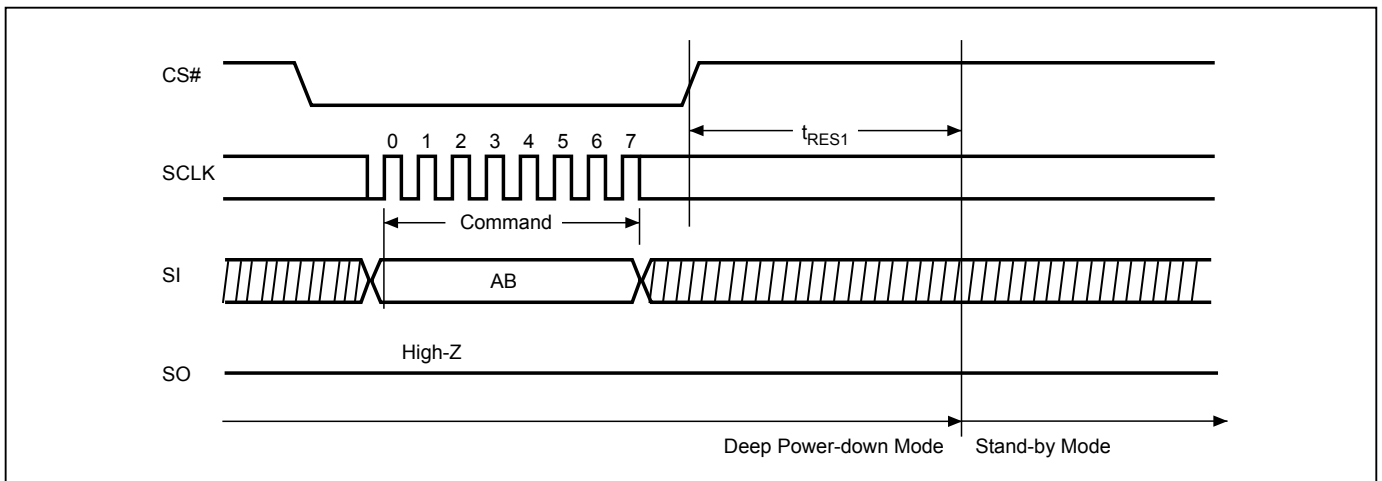 CS#
tRES1
0 1 2 3 4 5 6 7
SCLK
Command
SI
AB
High-Z
SO
Deep Power-down Mode Stand-by Mode